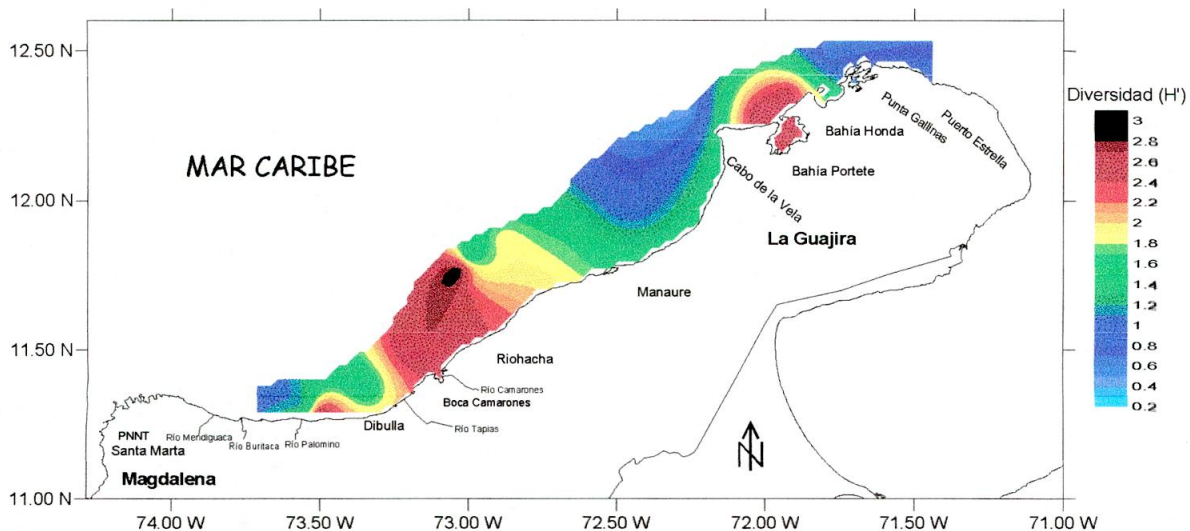 12.50 N
12.00 N
11.50 N
11.00 N
MAR CARIBE
Punta Gallinas
Puerto Estrella
Bahía Honda
Bahía Portete
Cabo de la Vela
La Guajira
Manaure
Riohacha
Río Camarones
Boca Camarones
Río Tapias
Dibulla
PNNT
Santa Marta
Río Mendiguaca
Río Buritaca
Río Palomino
Magdalena
N
Diversidad (H')
3
2.8
2.6
2.4
2.2
2
1.8
1.6
1.4
1.2
1
0.8
0.6
0.4
0.2
74.00 W
73.50 W
73.00 W
72.50 W
72.00 W
71.50 W
71.00 W